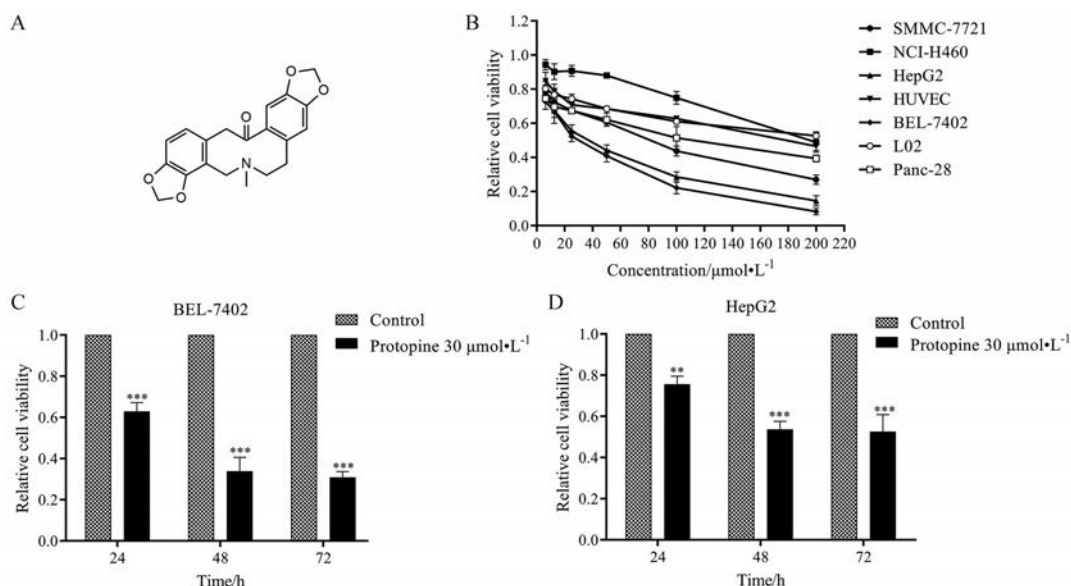 A
O
O
O
N
O
O
B
Relative cell viability
1.2
1.0
0.8
0.6
0.4
0.2
0.0
0 20 40 60 80 100 120 140 160 180 200 220
Concentration/μmol•L⁻¹
SMMC-7721
NCI-H460
HepG2
HUVEC
BEL-7402
L02
Panc-28
C
BEL-7402
Relative cell viability
1.0
0.8
0.6
0.4
0.2
0.0
***
***
***
24 48 72
Time/h
Control
Protopine 30 μmol•L⁻¹
D
HepG2
Relative cell viability
1.0
0.8
0.6
0.4
0.2
0.0
**
***
***
24 48 72
Time/h
Control
Protopine 30 μmol•L⁻¹